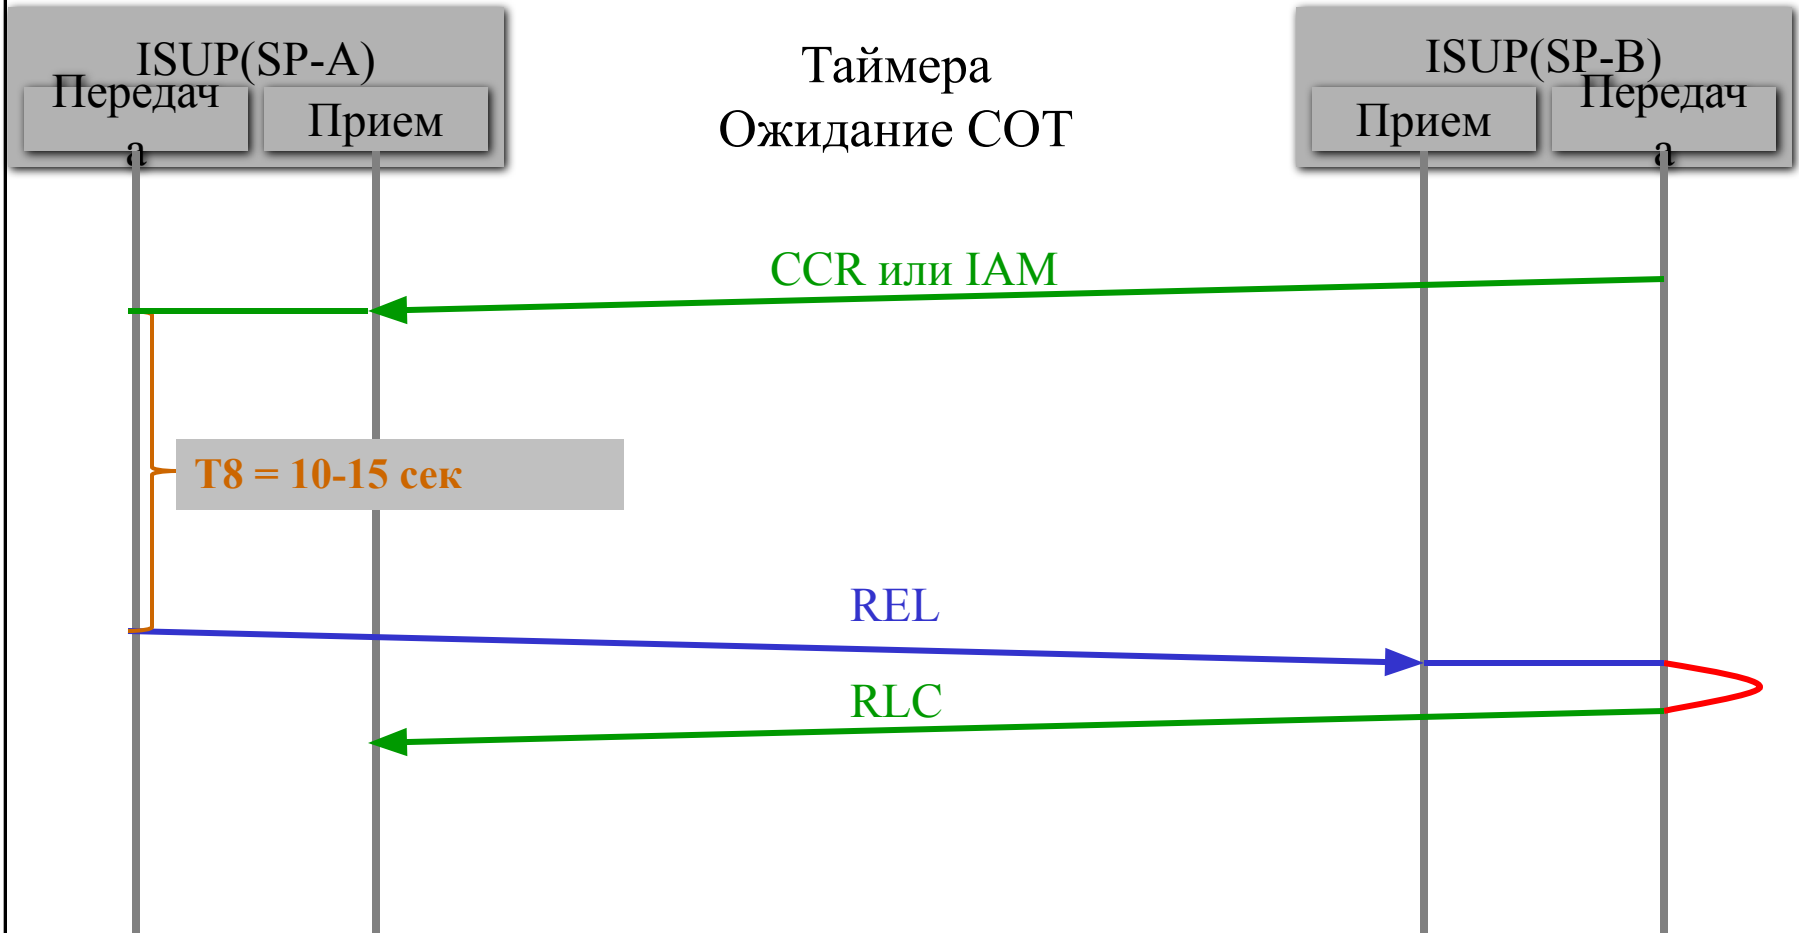 ISUP(SP-A)
Передач
а
Прием
Таймера
Ожидание COT
ISUP(SP-B)
Прием
Передач
а
CCR или IAM
T8 = 10-15 сек
REL
RLC